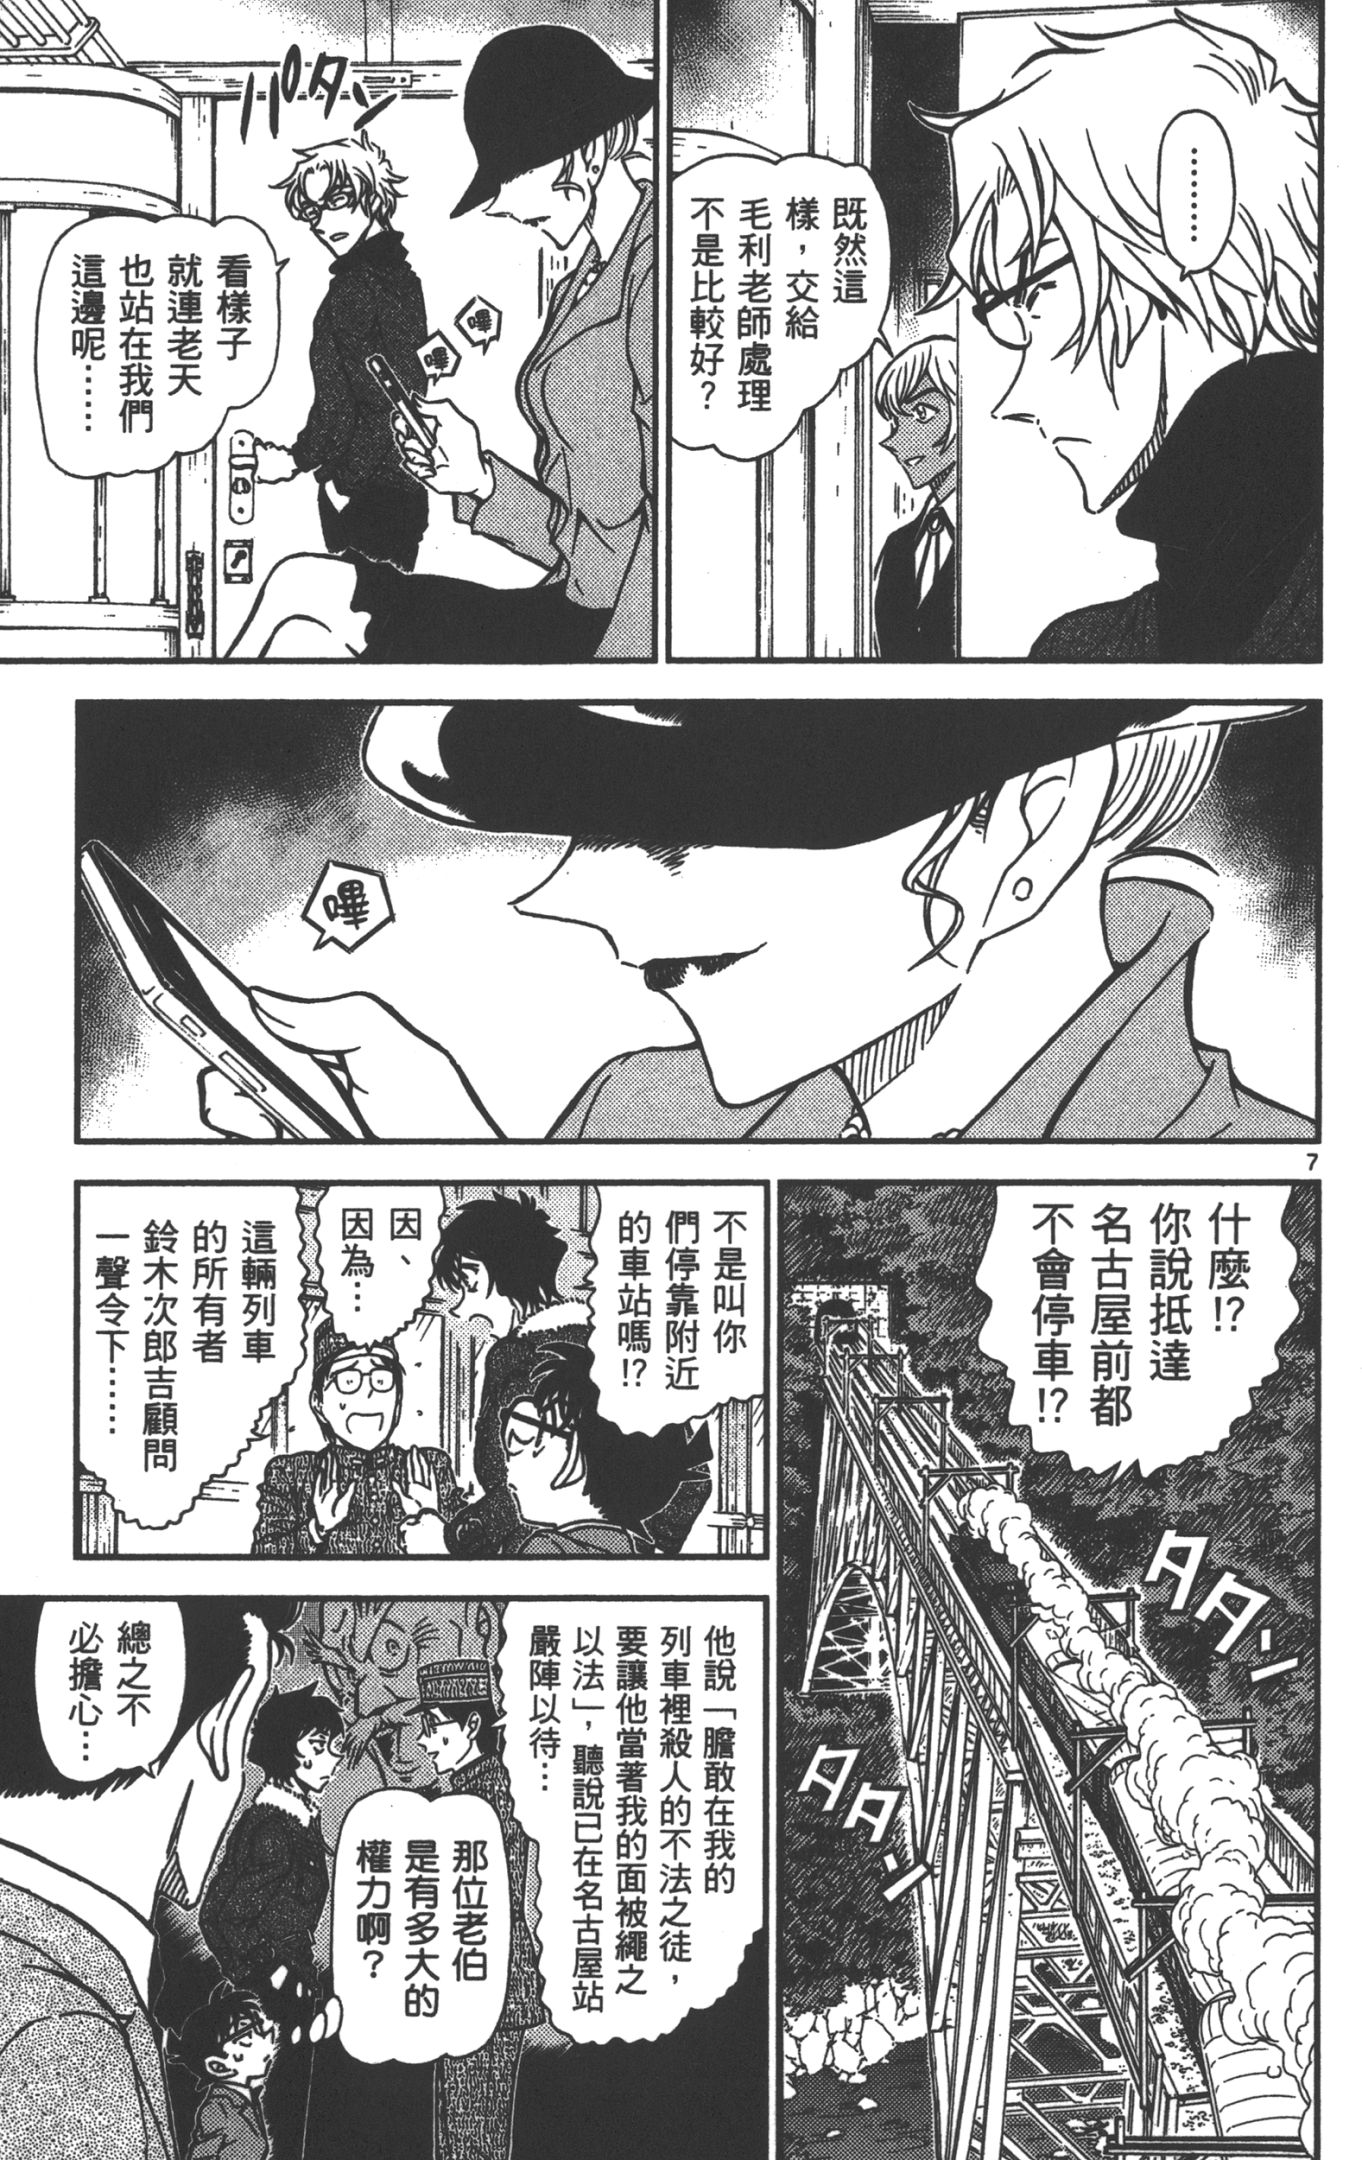 ………
既然這
樣，交給
毛利老師處理
不是比較好？
パタン
看樣子
就連老天
也站在我們
這邊呢……
嗶
嗶
嗶
7
什麼!?
你說抵達
名古屋前都
不會停車!?
タタン
タタン
不是叫你
們停靠附近
的車站嗎!?
因、
因為…
這輛列車
的所有者
鈴木次郎吉顧問
一聲令下……
他說「膽敢在我的
列車裡殺人的不法之徒，
要讓他當著我的面被繩之
以法」，聽說已在名古屋站
嚴陣以待…
那位老伯
是有多大的
權力啊？
總之不
必擔心…